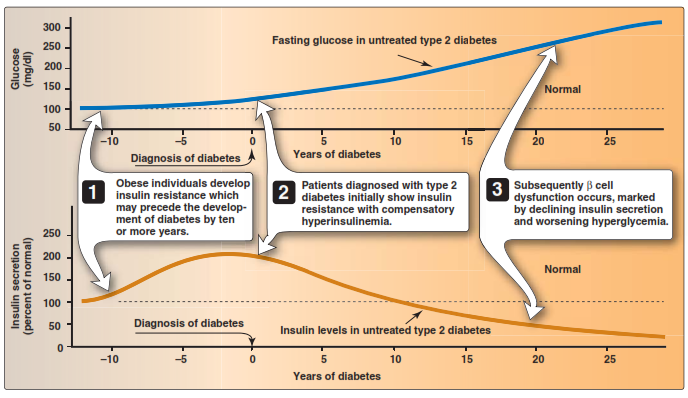 Glucose
(mg/dl)
300
250
200
150
100
50
Fasting glucose in untreated type 2 diabetes
Normal
–10
–5
0
5
10
15
20
25
Diagnosis of diabetes
Years of diabetes
1
Obese individuals develop
insulin resistance which
may precede the develop-
ment of diabetes by ten
or more years.
2
Patients diagnosed with type 2
diabetes initially show insulin
resistance with compensatory
hyperinsulinemia.
3
Subsequently β cell
dysfunction occurs, marked
by declining insulin secretion
and worsening hyperglycemia.
Insulin secretion
(percent of normal)
250
200
150
100
50
0
Normal
Diagnosis of diabetes
Insulin levels in untreated type 2 diabetes
–10
–5
0
5
10
15
20
25
Years of diabetes